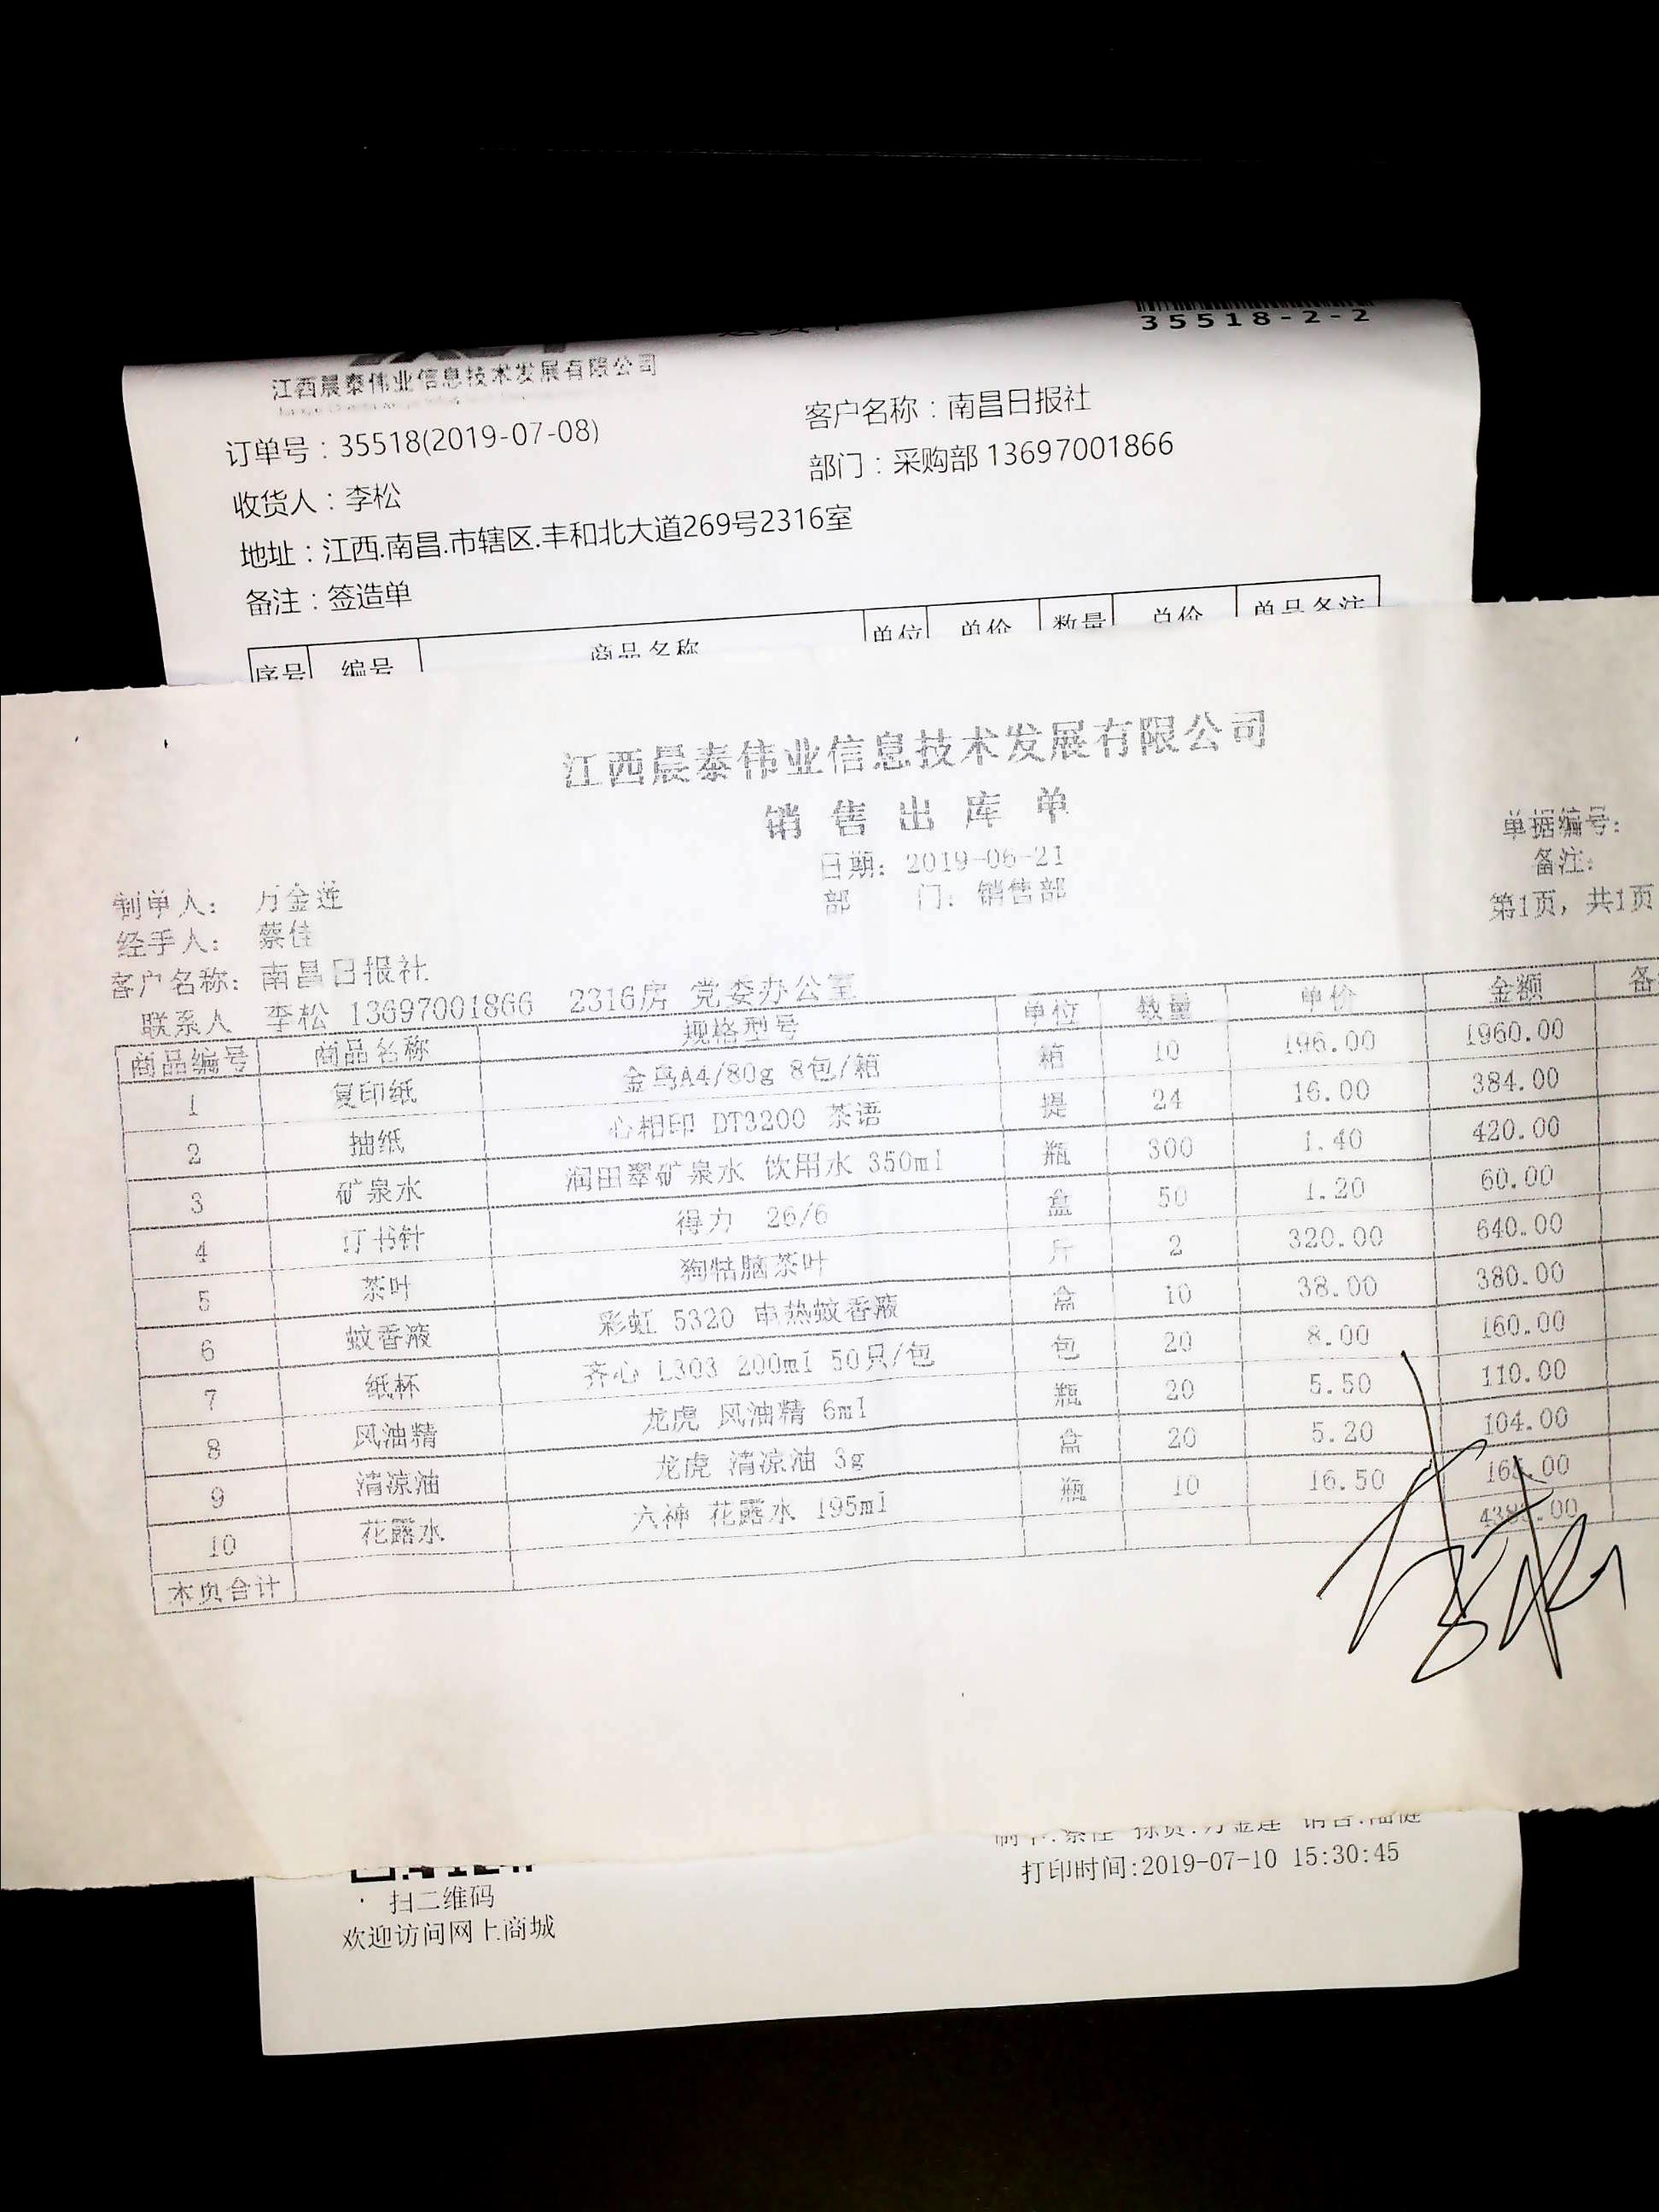 35518-2-2
江西晨泰伟业信息技术发展有限公司
订单号：35518(2019-07-08)
客户名称：南昌日报社
收货人：李松
部门：采购部 13697001866
地址：江西.南昌.市辖区.丰和北大道269号2316室
备注：签造单
序号 编号 商品名称 单位 单价 数量 总价 单品备注
江西晨泰伟业信息技术发展有限公司
销售出库单
单据编号:
日期: 2019-06-21
备注:
制单人: 万金莲
部 门: 销售部
第1页, 共1页
经手人: 蔡佳
客户名称: 南昌日报社
联系人 李松 13697001866 2316房 党委办公室
商品编号 商品名称 规格型号 单位 数量 单价 金额 备
1 复印纸 金鸟A4/80g 8包/箱 箱 10 196.00 1960.00
2 抽纸 心相印 DT3200 茶语 提 24 16.00 384.00
3 矿泉水 润田翠矿泉水 饮用水 350ml 瓶 300 1.40 420.00
4 订书针 得力 26/6 盒 50 1.20 60.00
5 茶叶 狗牯脑茶叶 斤 2 320.00 640.00
6 蚊香液 彩虹 5320 电热蚊香液 盒 10 38.00 380.00
7 纸杯 齐心 L303 200ml 50只/包 包 20 8.00 160.00
8 风油精 龙虎 风油精 6ml 瓶 20 5.50 110.00
9 清凉油 龙虎 清凉油 3g 盒 20 5.20 104.00
10 花露水 六神 花露水 195ml 瓶 10 16.50 165.00
本页合计 4383.00
打印时间:2019-07-10 15:30:45
扫二维码
欢迎访问网上商城